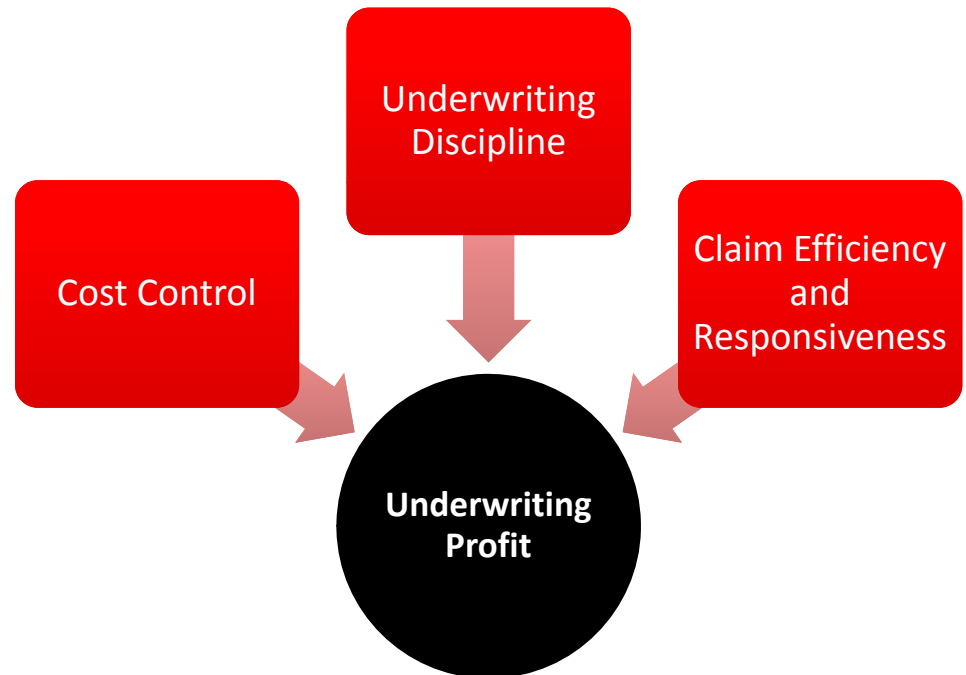 Underwriting
Discipline
Cost Control
Claim Efficiency
and
Responsiveness
Underwriting
Profit